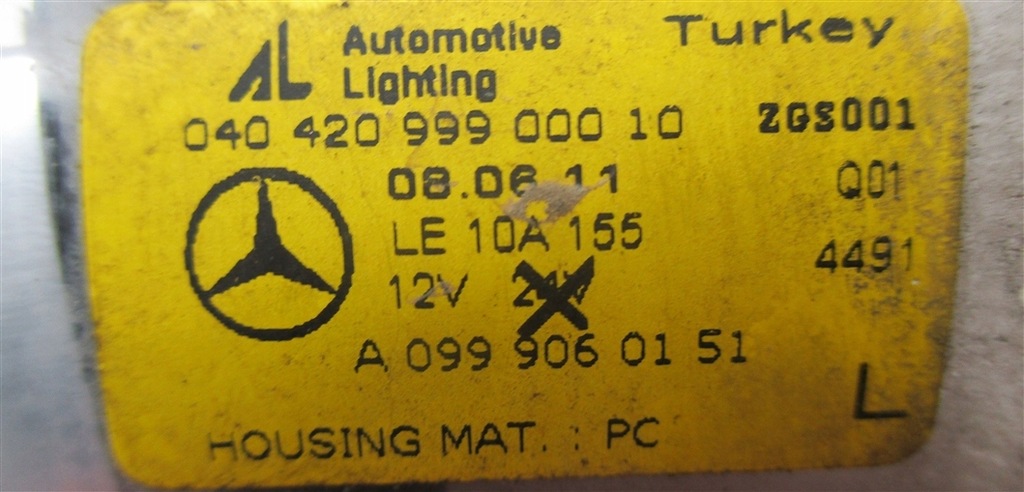 AL Automotive Lighting Turkey
040 420 999 000 10 ZGS001
08.06.11 Q01
LE 10A 155
4491
12V 24V
A 099 906 01 51
L
HOUSING MAT. : PC